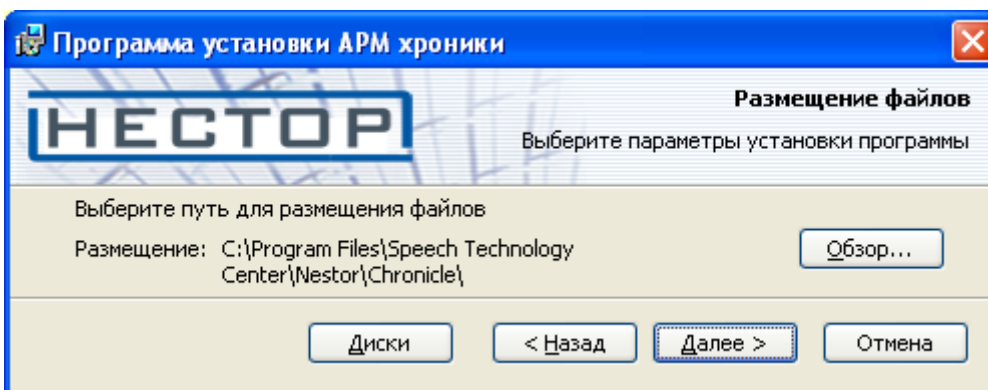 Программа установки АРМ хроники
НЕСТОР
Размещение файлов
Выберите параметры установки программы
Выберите путь для размещения файлов
Размещение: C:\Program Files\Speech Technology
Center\Nestor\Chronicle\
Обзор...
Диски
< Назад
Далее >
Отмена